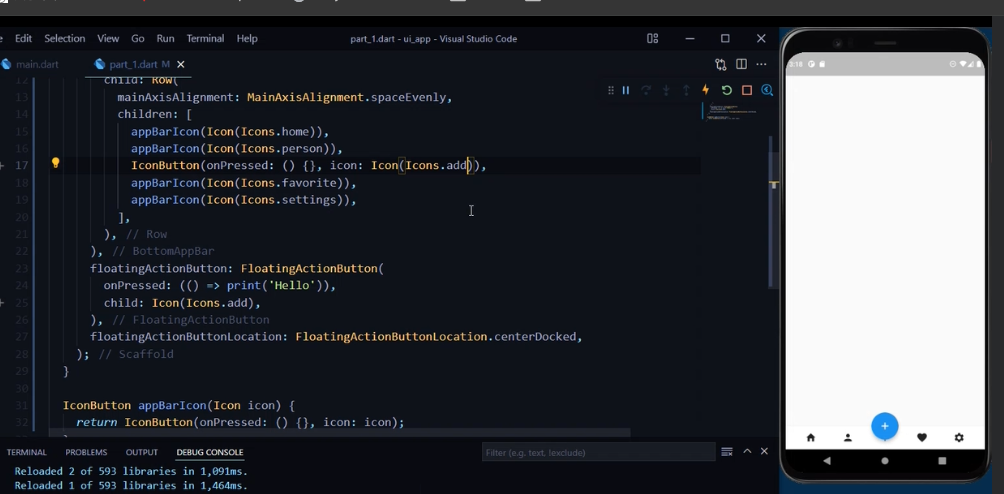 Edit Selection View Go Run Terminal Help
part_1.dart - ui_app - Visual Studio Code
main.dart
part_1.dart M
child: Row(
13 mainAxisAlignment: MainAxisAlignment.spaceEvenly,
14 children: [
15 appBarIcon(Icon(Icons.home)),
16 appBarIcon(Icon(Icons.person)),
17 IconButton(onPressed: () {}, icon: Icon(Icons.add)),
18 appBarIcon(Icon(Icons.favorite)),
19 appBarIcon(Icon(Icons.settings)),
20 ],
21 ), // Row
22 ), // BottomAppBar
23 floatingActionButton: FloatingActionButton(
24 onPressed: (() => print('Hello')),
25 child: Icon(Icons.add),
26 ), // FloatingActionButton
27 floatingActionButtonLocation: FloatingActionButtonLocation.centerDocked,
28 ); // Scaffold
29 }
30
31 IconButton appBarIcon(Icon icon) {
32 return IconButton(onPressed: () {}, icon: icon);
TERMINAL PROBLEMS OUTPUT DEBUG CONSOLE
Filter (e.g. text, !exclude)
Reloaded 2 of 593 libraries in 1,091ms.
Reloaded 1 of 593 libraries in 1,464ms.